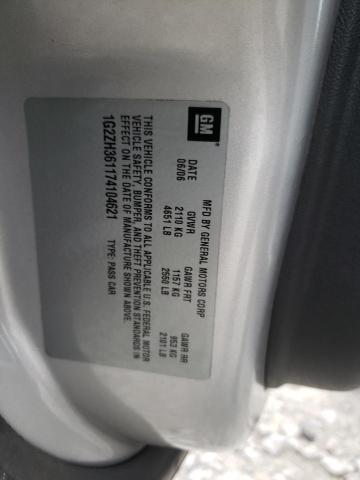 GM
MFD BY GENERAL MOTORS CORP
DATE GVWR GAWR FRT GAWR RR
06/06 2110 KG 1157 KG 953 KG
4651 LB 2550 LB 2101 LB
THIS VEHICLE CONFORMS TO ALL APPLICABLE U.S. FEDERAL MOTOR
VEHICLE SAFETY, BUMPER, AND THEFT PREVENTION STANDARDS IN
EFFECT ON THE DATE OF MANUFACTURE SHOWN ABOVE.
1G2ZH361174104621 TYPE: PASS CAR